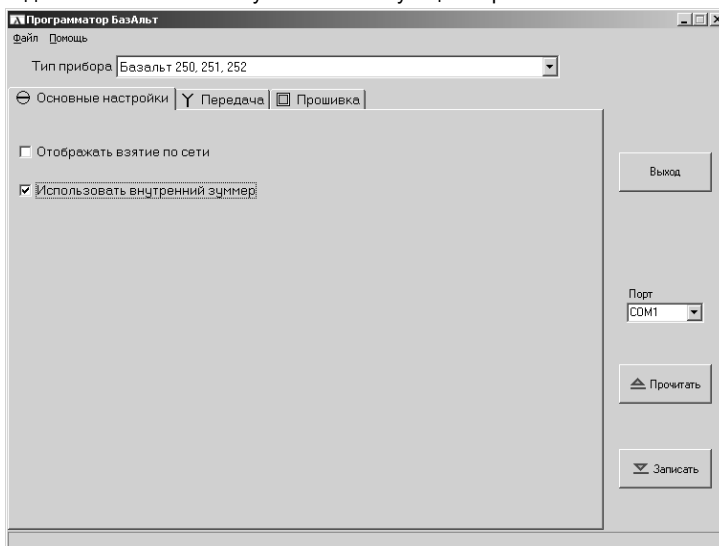 Программатор БазАльт
Файл Помощь
Тип прибора Базальт 250, 251, 252
Основные настройки Передача Прошивка
Отображать взятие по сети
Использовать внутренний зуммер
Выход
Порт
COM1
Прочитать
Записать